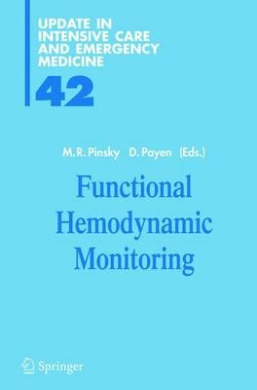 UPDATE IN
INTENSIVE CARE
AND EMERGENCY
MEDICINE
42
M. R. Pinsky D. Payen (Eds.)
Functional
Hemodynamic
Monitoring
Springer